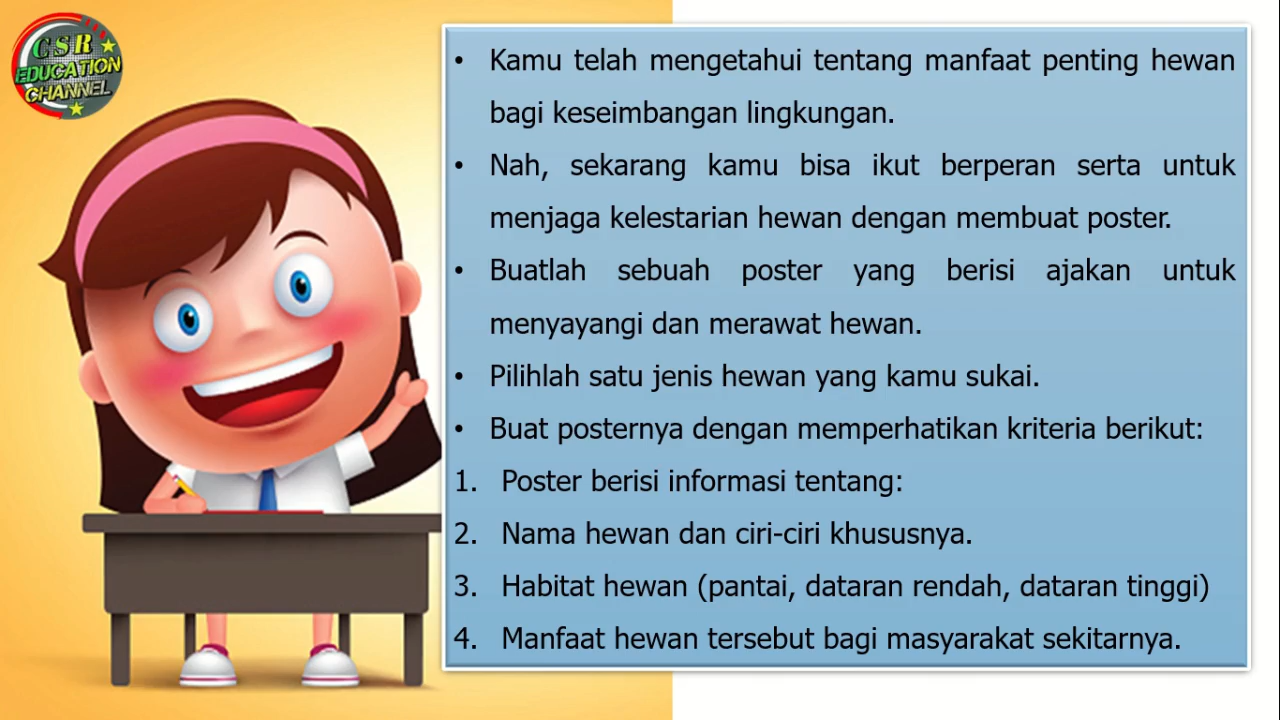 CSR
EDUCATION
CHANNEL
• Kamu telah mengetahui tentang manfaat penting hewan
bagi keseimbangan lingkungan.
• Nah, sekarang kamu bisa ikut berperan serta untuk
menjaga kelestarian hewan dengan membuat poster.
• Buatlah sebuah poster yang berisi ajakan untuk
menyayangi dan merawat hewan.
• Pilihlah satu jenis hewan yang kamu sukai.
• Buat posternya dengan memperhatikan kriteria berikut:
1. Poster berisi informasi tentang:
2. Nama hewan dan ciri-ciri khususnya.
3. Habitat hewan (pantai, dataran rendah, dataran tinggi)
4. Manfaat hewan tersebut bagi masyarakat sekitarnya.